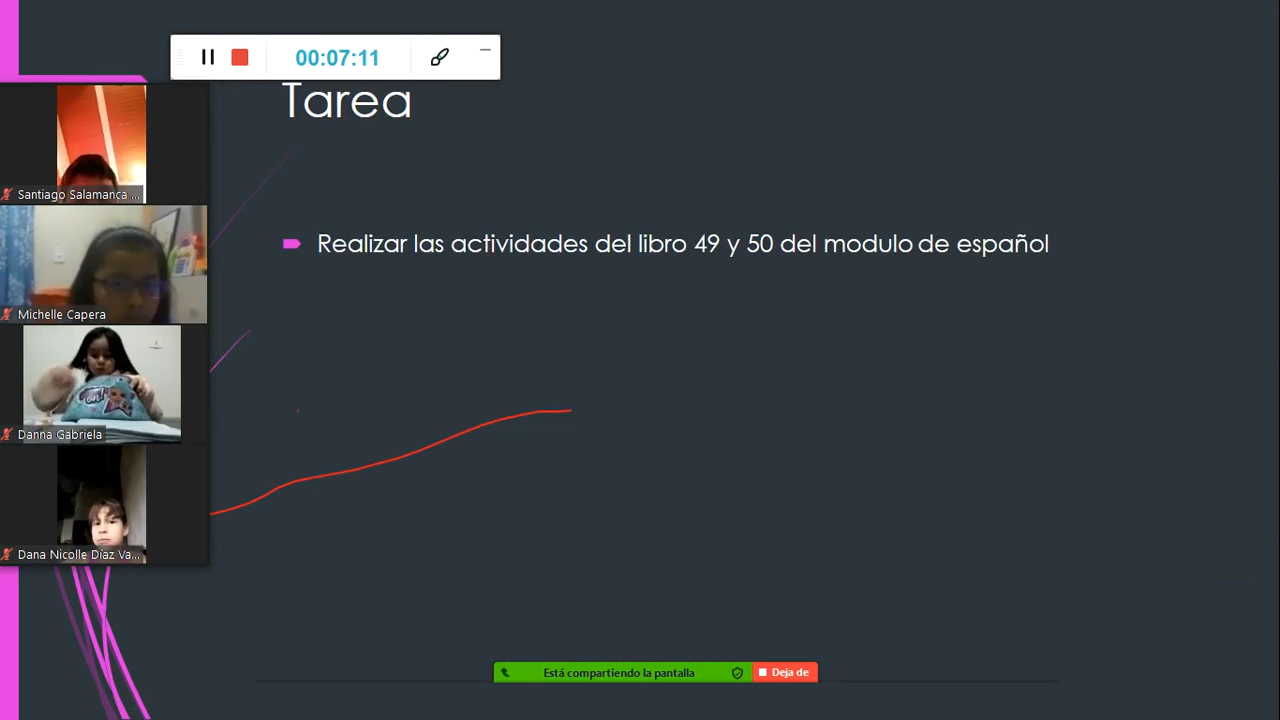 00:07:11
Tarea
Realizar las actividades del libro 49 y 50 del modulo de español
Santiago Salamanca ...
Michelle Capera
Danna Gabriela
Dana Nicolle Díaz Va...
Está compartiendo la pantalla
Deja de